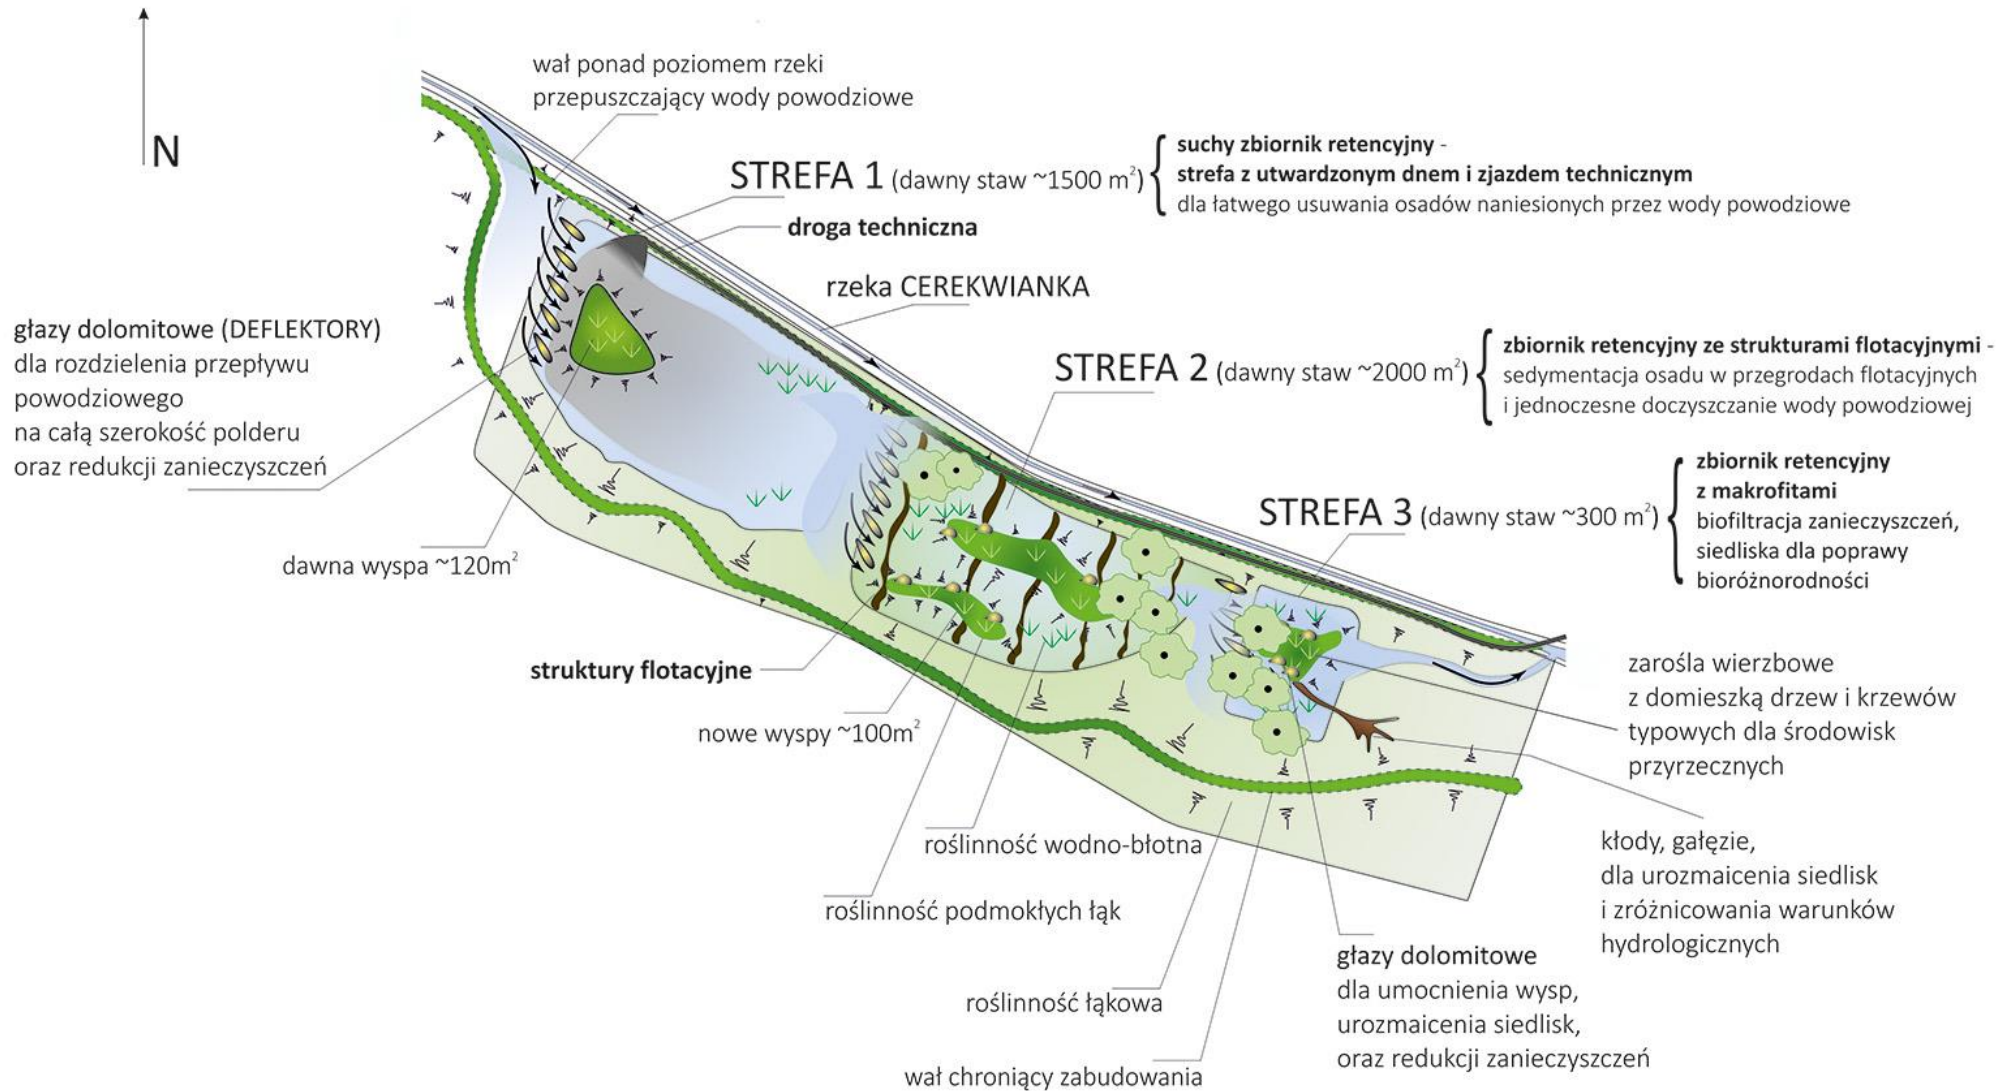 N
wał ponad poziomem rzeki
przepuszczający wody powodziowe
STREFA 1 (dawny staw ~1500 m²)
suchy zbiornik retencyjny -
strefa z utwardzonym dnem i zjazdem technicznym
dla łatwego usuwania osadów naniesionych przez wody powodziowe
droga techniczna
rzeka CEREKWIANKA
głazy dolomitowe (DEFLEKTORY)
dla rozdzielenia przepływu
powodziowego
na całą szerokość polderu
oraz redukcji zanieczyszczeń
STREFA 2 (dawny staw ~2000 m²)
zbiornik retencyjny ze strukturami flotacyjnymi -
sedymentacja osadu w przegrodach flotacyjnych
i jednoczesne doczyszczanie wody powodziowej
STREFA 3 (dawny staw ~300 m²)
zbiornik retencyjny
z makrofitami
biofiltracja zanieczyszczeń,
siedliska dla poprawy
bioróżnorodności
dawna wyspa ~120m²
struktury flotacyjne
nowe wyspy ~100m²
zarośla wierzbowe
z domieszką drzew i krzewów
typowych dla środowisk
przyrzecznych
roślinność wodno-błotna
roślinność podmokłych łąk
kłody, gałęzie,
dla urozmaicenia siedlisk
i zróżnicowania warunków
hydrologicznych
głazy dolomitowe
dla umocnienia wysp,
urozmaicenia siedlisk,
oraz redukcji zanieczyszczeń
roślinność łąkowa
wał chroniący zabudowania